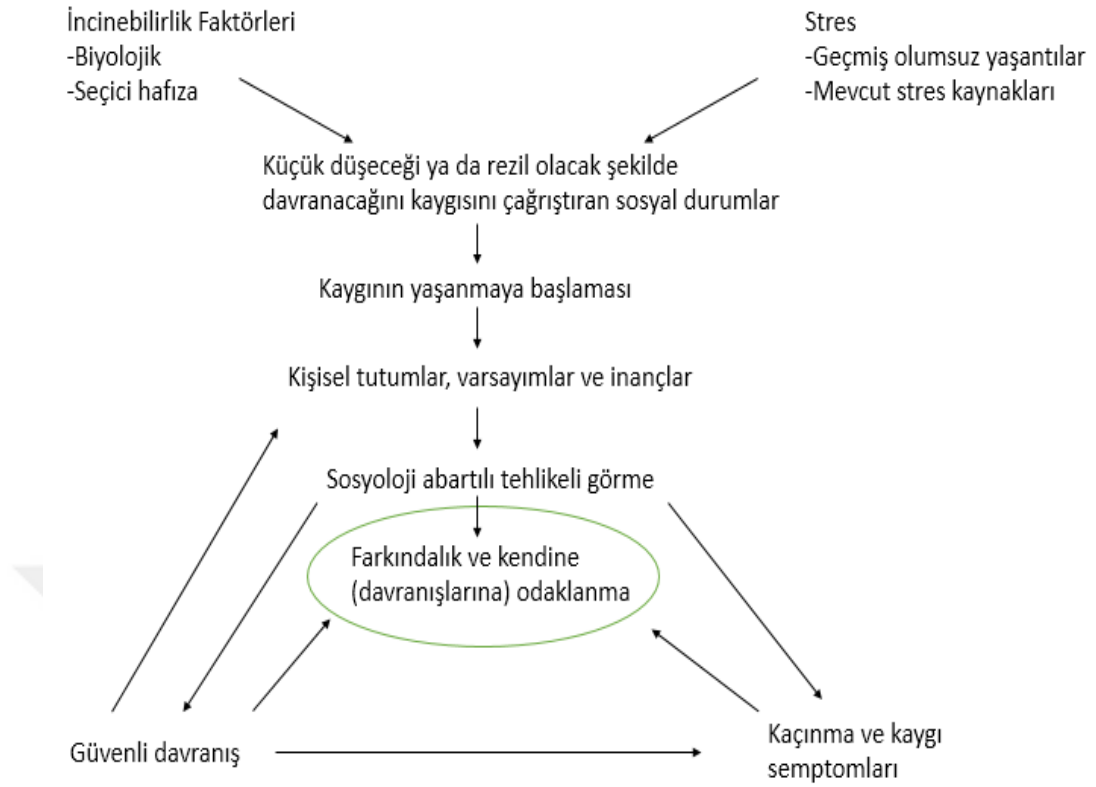 İncinebilirlik Faktörleri
-Biyolojik
-Seçici hafıza
Stres
-Geçmiş olumsuz yaşantılar
-Mevcut stres kaynakları
Küçük düşeceği ya da rezil olacak şekilde
davranacağını kaygısını çağrıştıran sosyal durumlar
Kaygının yaşanmaya başlaması
Kişisel tutumlar, varsayımlar ve inançlar
Sosyoloji abartılı tehlikeli görme
Farkındalık ve kendine
(davranışlarına) odaklanma
Güvenli davranış
Kaçınma ve kaygı
semptomları